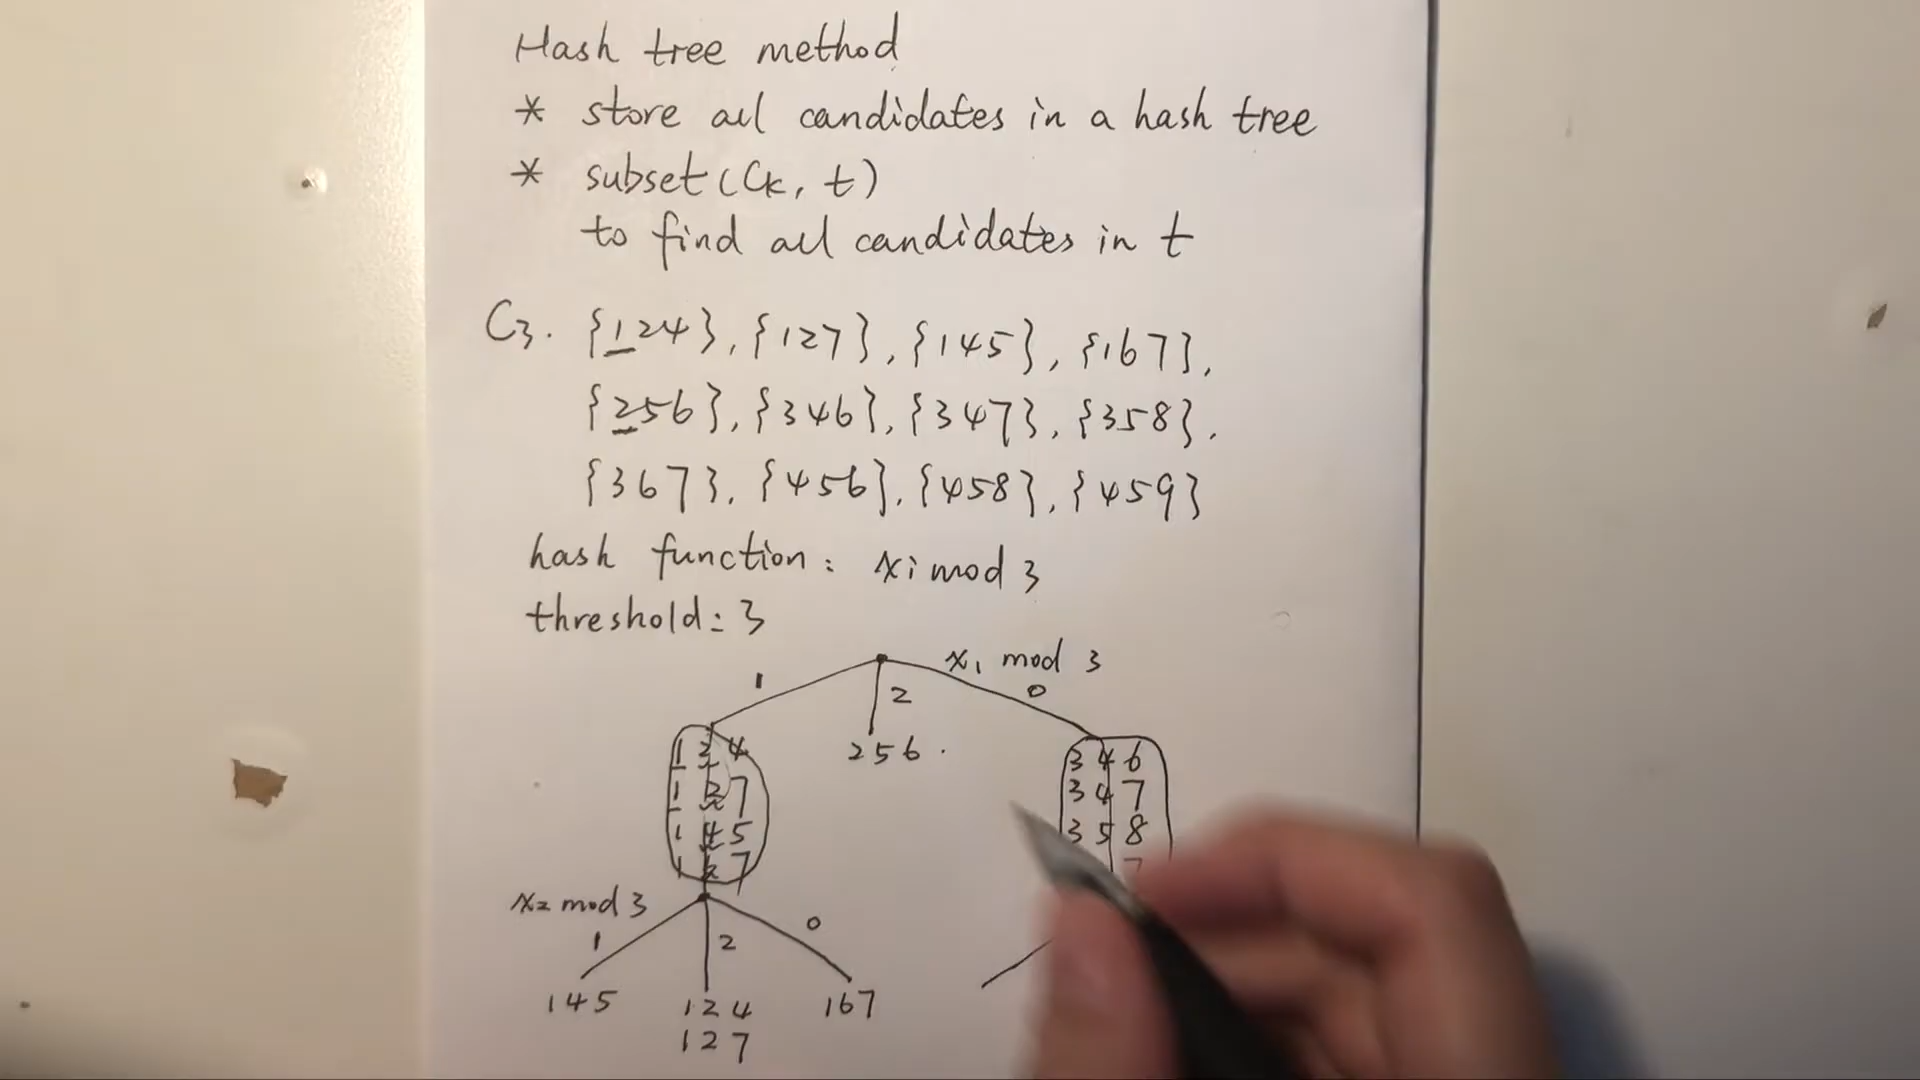 Hash tree method
* store all candidates in a hash tree
* subset (Ck, t)
to find all candidates in t
C3. {124}, {127}, {145}, {167},
{256}, {346}, {347}, {358},
{367}, {456}, {458}, {459}
hash function: xi mod 3
threshold: 3
x1 mod 3
1 2 0
124 256 346
127 347
145 358
167 7
x2 mod 3
1 2 0
145 124 167
127